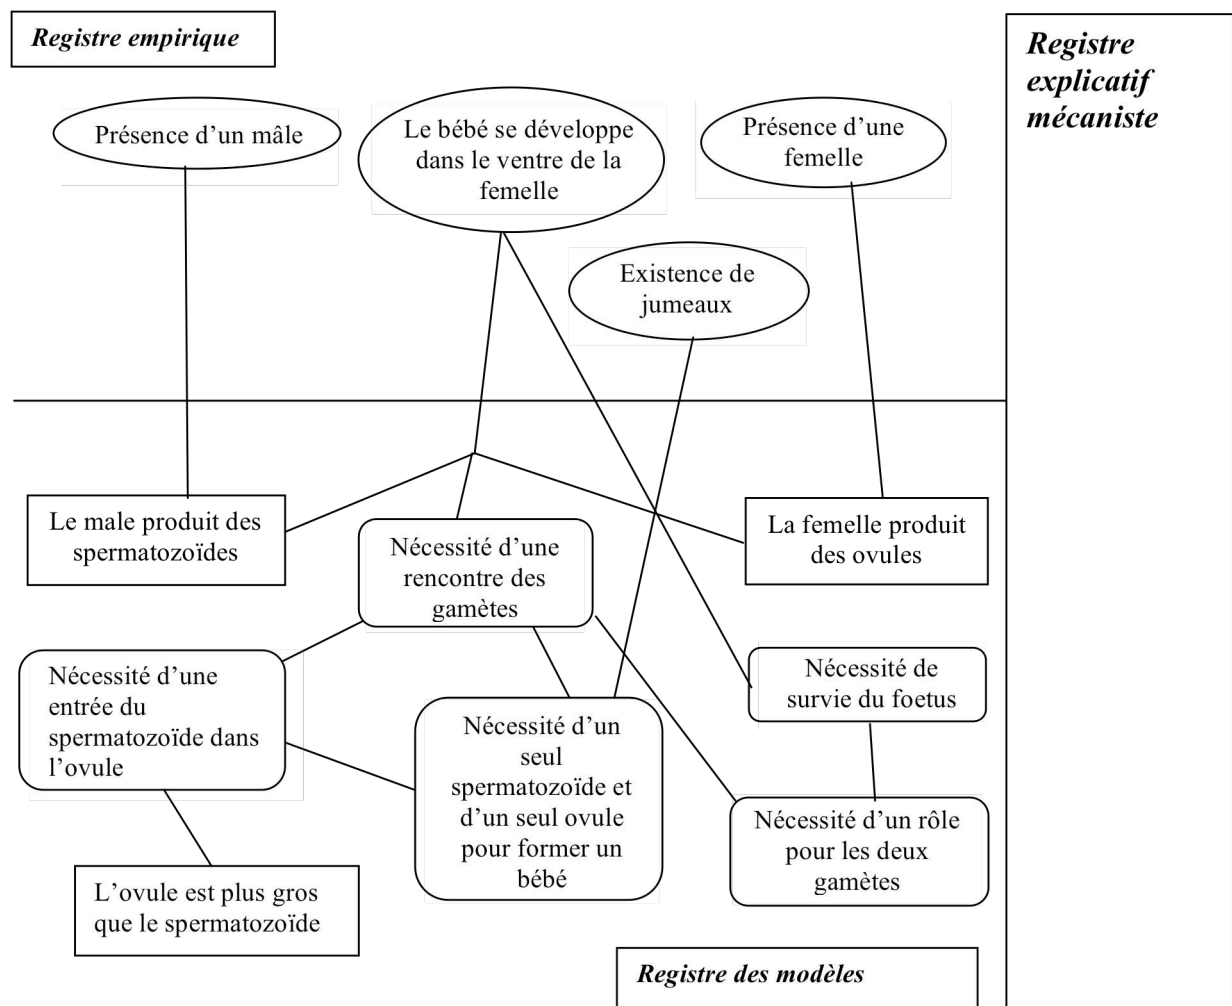 Registre empirique
Registre
explicatif
mécaniste
Présence d'un mâle
Le bébé se développe
dans le ventre de la
femelle
Présence d'une
femelle
Existence de
jumeaux
Le male produit des
spermatozoïdes
Nécessité d'une
rencontre des
gamètes
La femelle produit
des ovules
Nécessité d'une
entrée du
spermatozoïde dans
l'ovule
Nécessité d'un
seul
spermatozoïde et
d'un seul ovule
pour former un
bébé
Nécessité de
survie du foetus
Nécessité d'un rôle
pour les deux
gamètes
L'ovule est plus gros
que le spermatozoïde
Registre des modèles